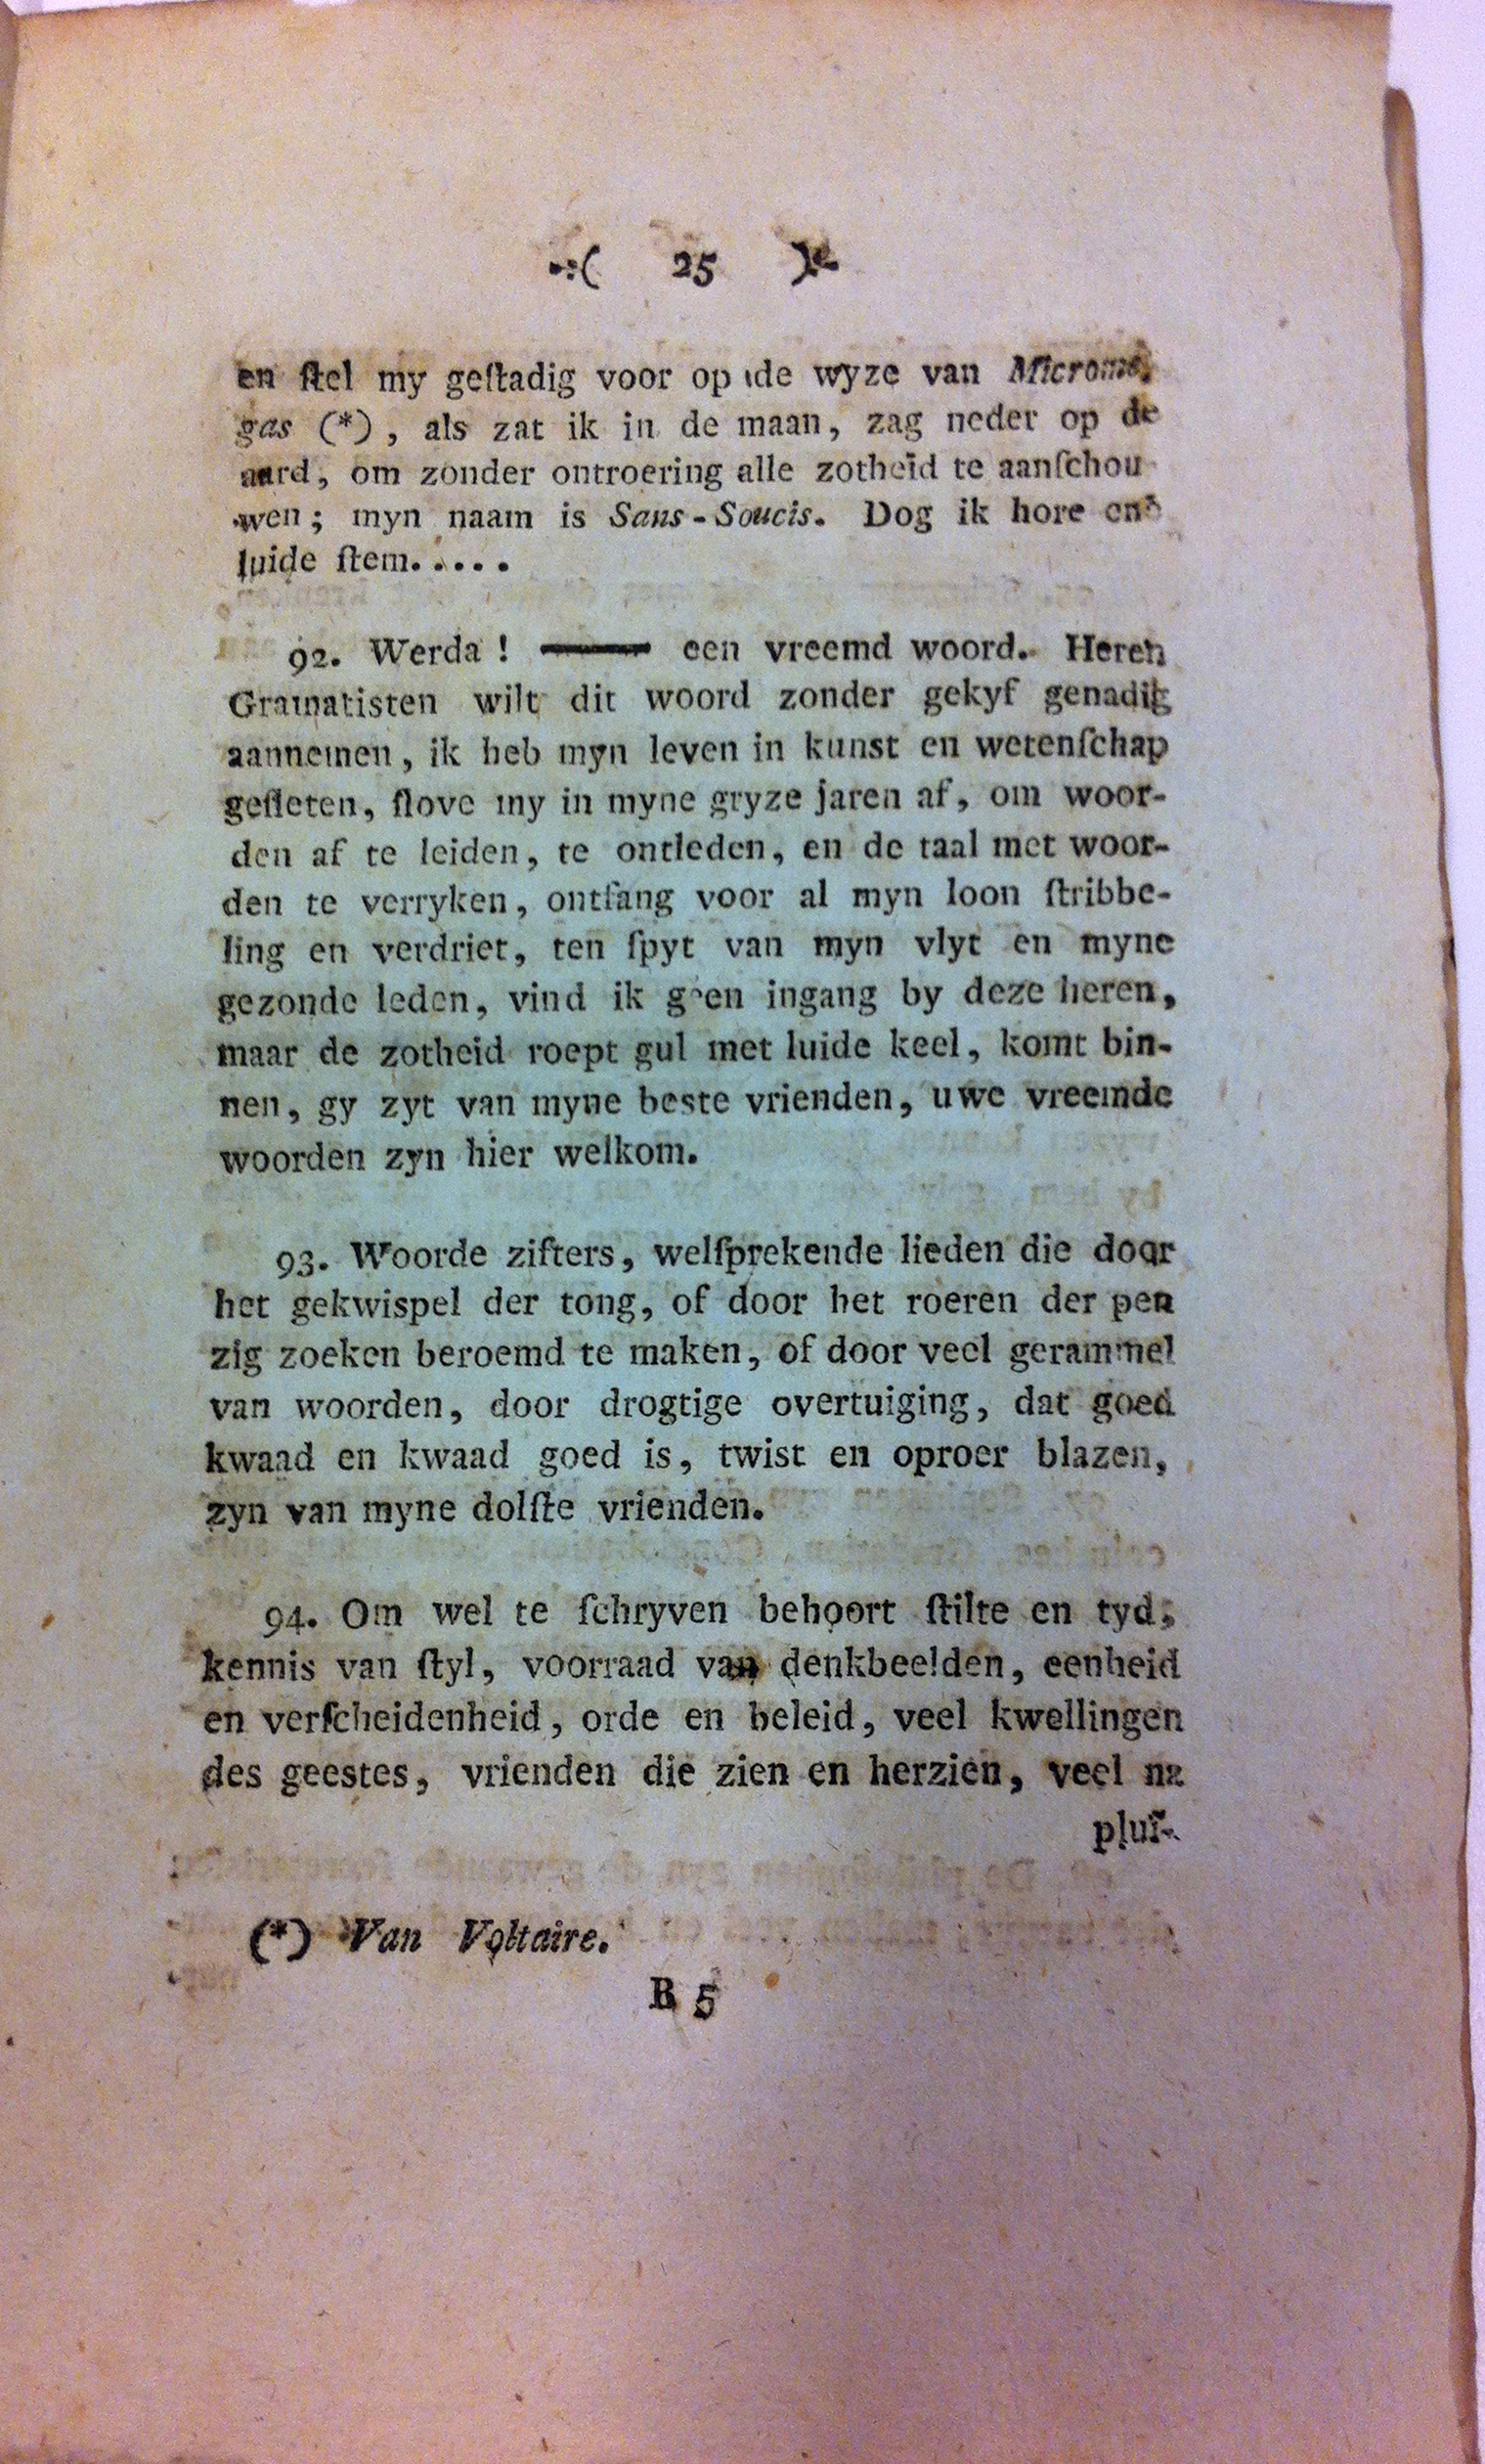 ( 25 )
en ſtel my geſtadig voor op de wyze van Microme-
gas (*), als zat ik in de maan, zag neder op de
aard, om zonder ontroering alle zotheid te aanſchou-
wen; myn naam is Sans-Soucis. Dog ik hore en
luide ſtem.....
92. Werda! —— een vreemd woord. Heren
Gramatisten wilt dit woord zonder gekyf genadig
aannemen, ik heb myn leven in kunst en wetenſchap
geſleten, ſlove my in myne gryze jaren af, om woor-
den af te leiden, te ontleden, en de taal met woor-
den te verryken, ontfang voor al myn loon ſtribbe-
ling en verdriet, ten ſpyt van myn vlyt en myne
gezonde leden, vind ik geen ingang by deze heren,
maar de zotheid roept gul met luide keel, komt bin-
nen, gy zyt van myne beste vrienden, uwe vreemde
woorden zyn hier welkom.
93. Woorde zifters, welſprekende lieden die door
het gekwispel der tong, of door het roeren der pen
zig zoeken beroemd te maken, of door veel gerammel
van woorden, door drogtige overtuiging, dat goed
kwaad en kwaad goed is, twist en oproer blazen,
zyn van myne dolſte vrienden.
94. Om wel te ſchryven behoort ſtilte en tyd,
kennis van ſtyl, voorraad van denkbeelden, eenheid
en verſcheidenheid, orde en beleid, veel kwellingen
des geestes, vrienden die zien en herzien, veel na
plui-
(*) Van Voltaire.
B 5